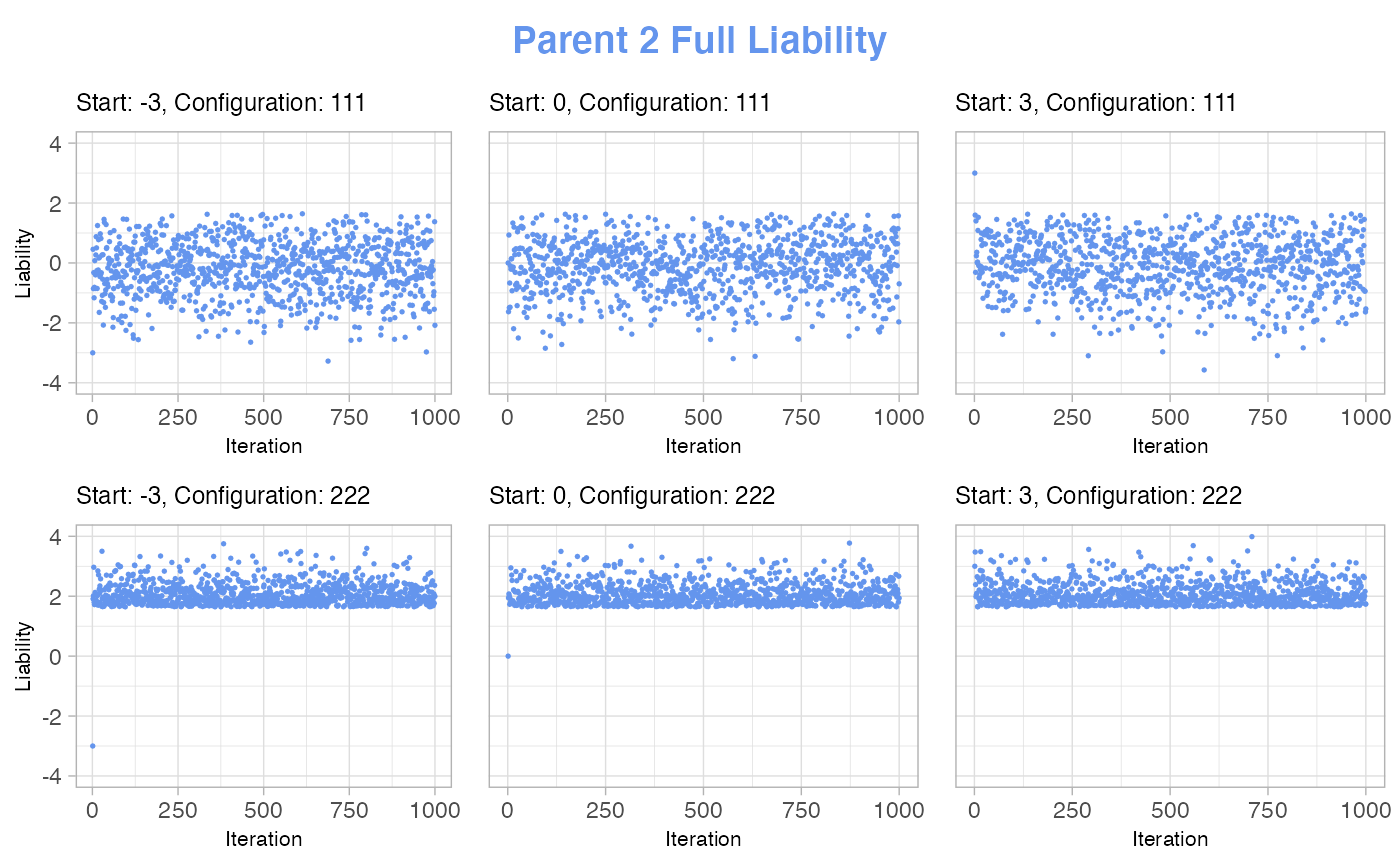 Parent 2 Full Liability
Start: -3, Configuration: 111
Start: 0, Configuration: 111
Start: 3, Configuration: 111
Liability
4
2
0
-2
-4
0 250 500 750 1000
0 250 500 750 1000
0 250 500 750 1000
Iteration
Iteration
Iteration
Start: -3, Configuration: 222
Start: 0, Configuration: 222
Start: 3, Configuration: 222
Liability
4
2
0
-2
-4
0 250 500 750 1000
0 250 500 750 1000
0 250 500 750 1000
Iteration
Iteration
Iteration